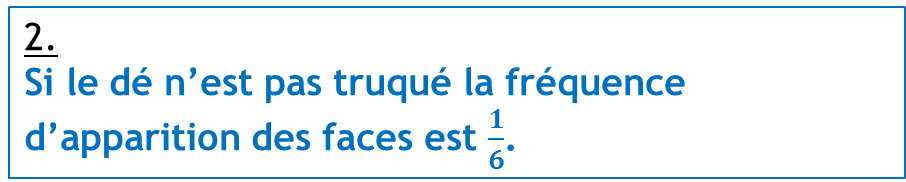 2.
Si le dé n’est pas truqué la fréquence
d’apparition des faces est 1/6.